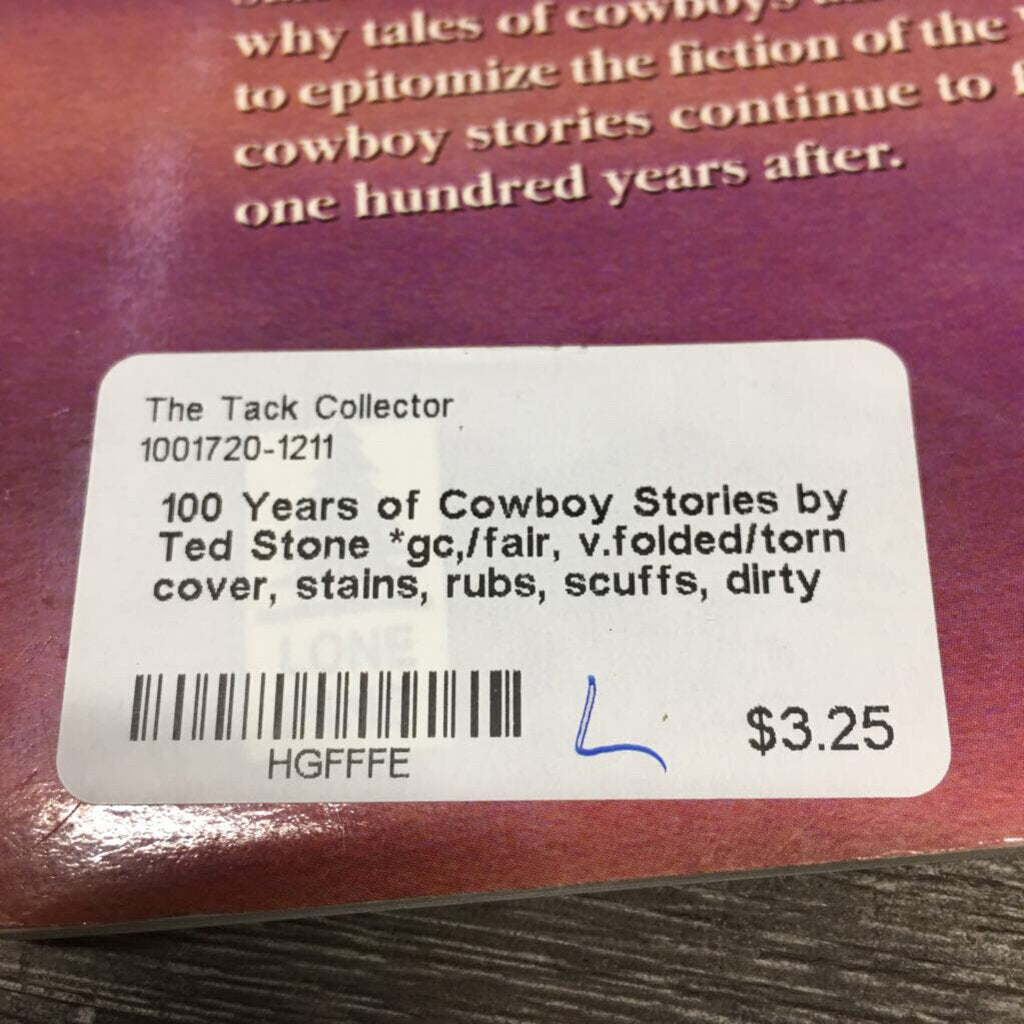 why tales of cowboys
to epitomize the fiction of the
cowboy stories continue to
one hundred years after.
The Tack Collector
1001720-1211
100 Years of Cowboy Stories by
Ted Stone *gc,/fair, v.folded/torn
cover, stains, rubs, scuffs, dirty
LONE
HGFFFE
L
$3.25